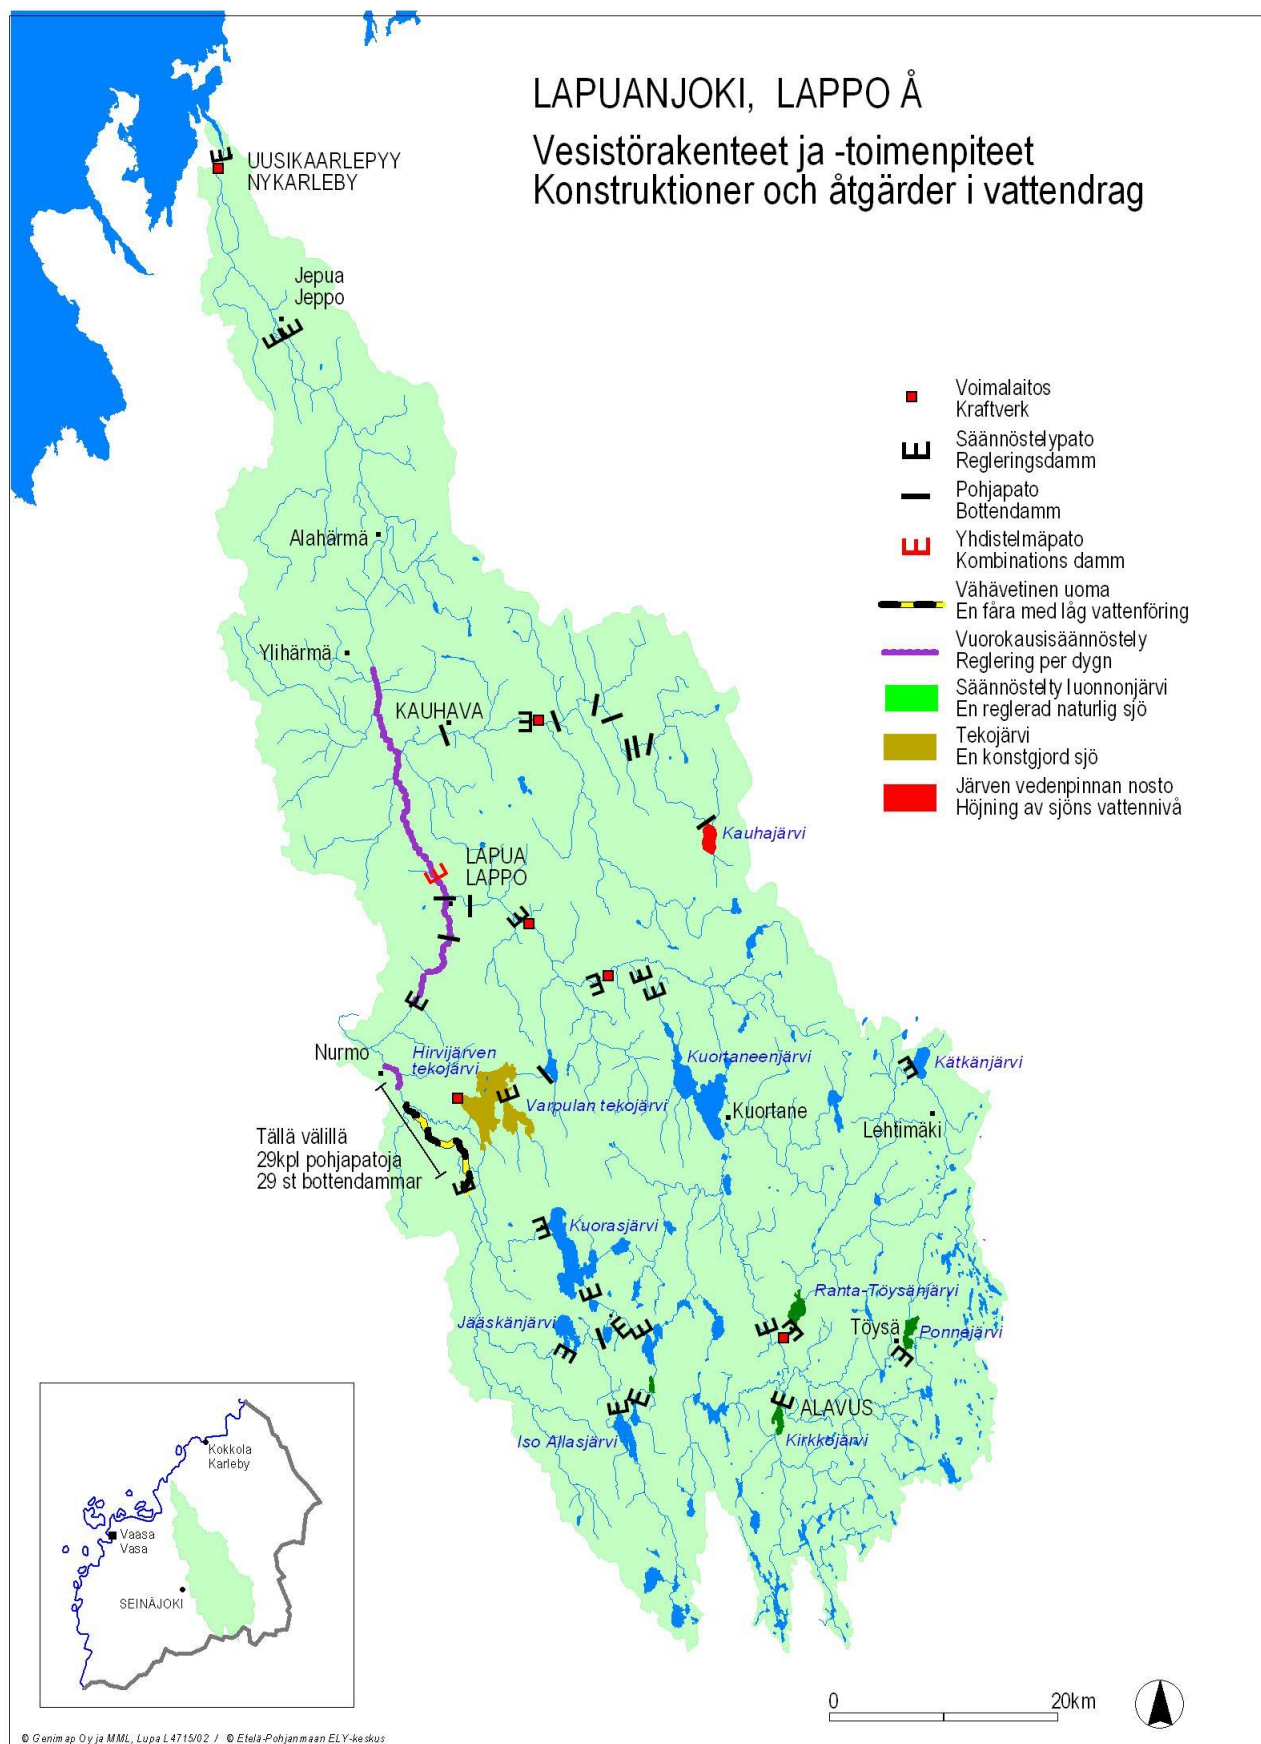 LAPUANJOKI, LAPPO Å
Vesistörakenteet ja -toimenpiteet
Konstruktioner och åtgärder i vattendrag
UUSIKAARLEPYY
NYKARLEBY
Jepua
Jeppo
Voimalaitos
Kraftverk
Säännöstelypato
Regleringsdamm
Pohjapato
Bottendamm
Yhdistelmäpato
Kombinations damm
Vähävetinen uoma
En fåra med låg vattenföring
Vuorokausisäännöstely
Reglering per dygn
Säännöstelty luonnonjärvi
En reglerad naturlig sjö
Tekojärvi
En konstgjord sjö
Järven vedenpinnan nosto
Höjning av sjöns vattennivå
Alahärmä
Ylihärmä
KAUHAVA
Kauhajärvi
LAPUA
LAPPO
Nurmo
Hirvijärven
tekojärvi
Varpulan tekojärvi
Kuortaneenjärvi
Kuortane
Kätkänjärvi
Lehtimäki
Tällä välillä
29kpl pohjapatoja
29 st bottendammar
Kuorasjärvi
Jääskänjärvi
Ranta-Töysänjärvi
Töysä
Ponnejärvi
ALAVUS
Kirkkojärvi
Iso Allasjärvi
Kokkola
Karleby
Vaasa
Vasa
SEINÄJOKI
0 20km
© Genimap Oy ja MML, Lupa L4715/02 / © Etelä-Pohjanmaan ELY-keskus